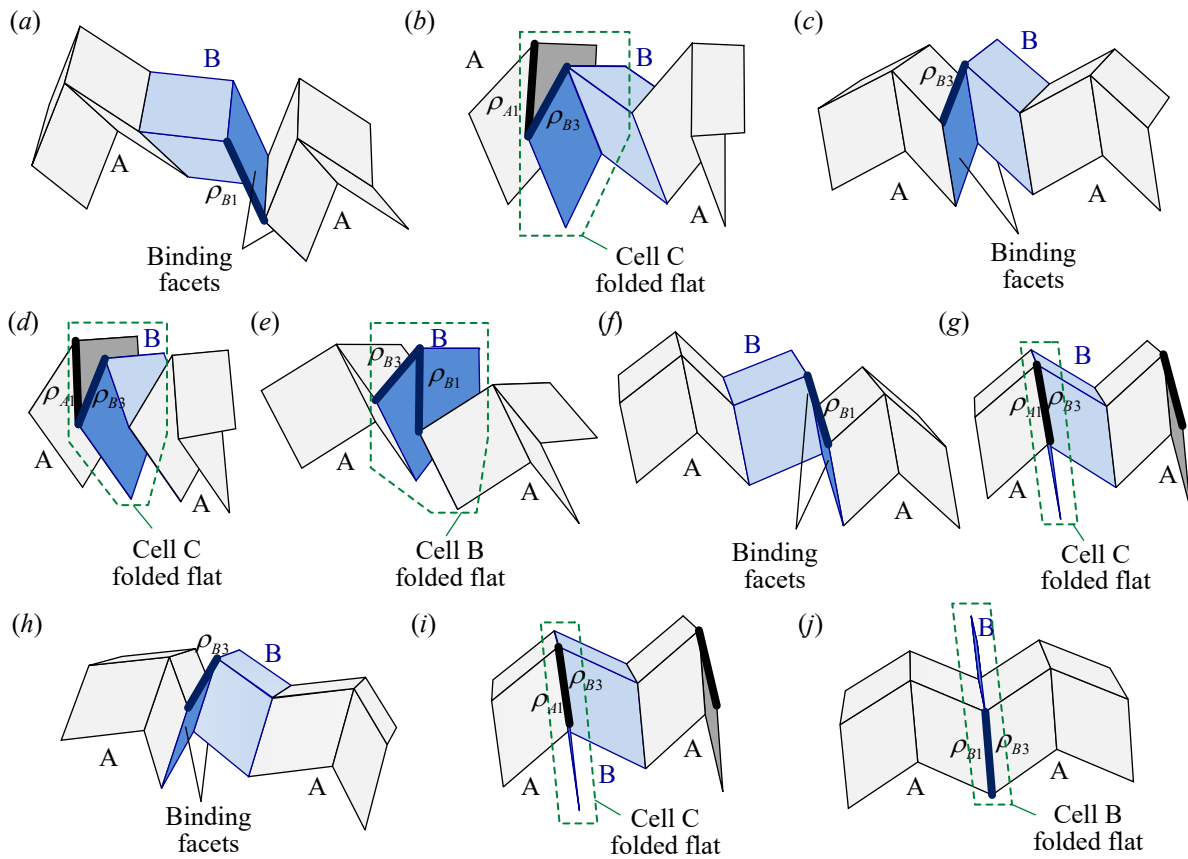 (a)
B
A
ρB1
A
Binding
facets
(b)
A
B
ρA1
ρB3
A
Cell C
folded flat
(c)
B
ρB3
A
A
Binding
facets
(d)
B
ρA1
ρB3
A
A
Cell C
folded flat
(e)
B
ρB3
ρB1
A
A
Cell B
folded flat
(f)
B
ρB1
A
A
Binding
facets
(g)
B
ρA1
ρB3
A
A
Cell C
folded flat
(h)
ρB3
B
A
A
Binding
facets
(i)
ρB3
ρA1
A
B
A
Cell C
folded flat
(j)
B
ρB1
ρB3
A
A
Cell B
folded flat